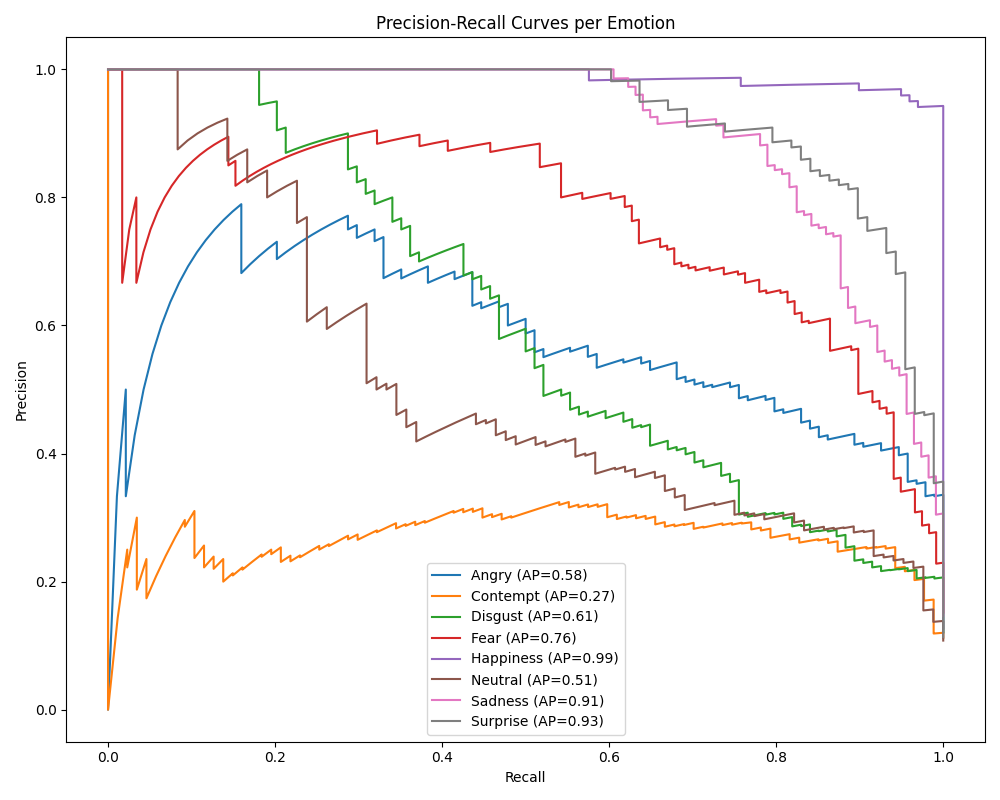 Precision-Recall Curves per Emotion
Precision
1.0
0.8
0.6
0.4
0.2
0.0
Angry (AP=0.58)
Contempt (AP=0.27)
Disgust (AP=0.61)
Fear (AP=0.76)
Happiness (AP=0.99)
Neutral (AP=0.51)
Sadness (AP=0.91)
Surprise (AP=0.93)
0.0 0.2 0.4 0.6 0.8 1.0
Recall